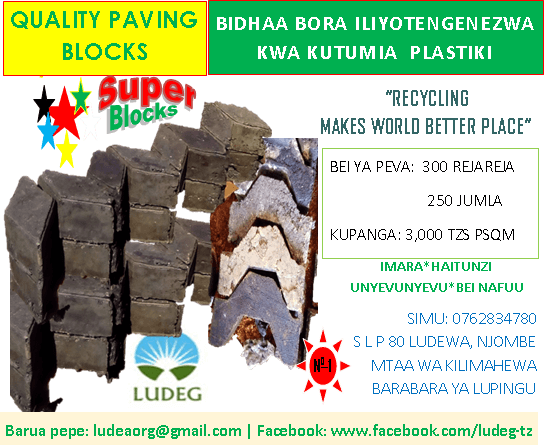 QUALITY PAVING
BLOCKS
BIDHAA BORA ILIYOTENGENEZWA
KWA KUTUMIA PLASTIKI
Super
Blocks
"RECYCLING
MAKES WORLD BETTER PLACE"
BEI YA PEVA: 300 REJAREJA
250 JUMLA
KUPANGA: 3,000 TZS PSQM
IMARA*HAITUNZI
UNYEVUNYEVU*BEI NAFUU
SIMU: 0762834780
S L P 80 LUDEWA, NJOMBE
MTAA WA KILIMAHEWA
BARABARA YA LUPINGU
No 1
LUDEG
Barua pepe: ludeaorg@gmail.com | Facebook: www.facebook.com/ludeg-tz